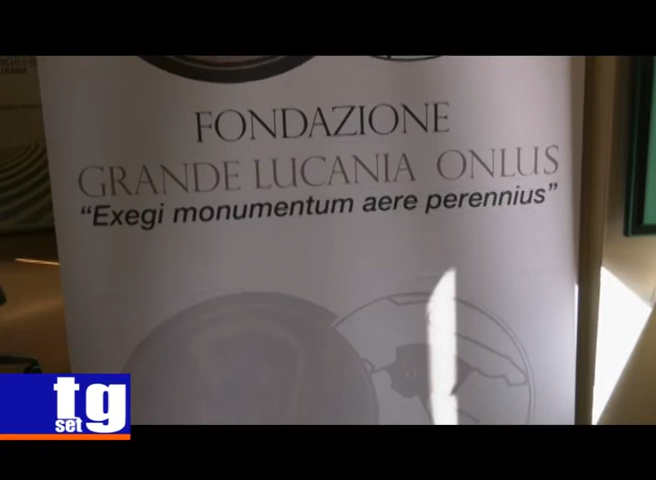 FONDAZIONE
GRANDE LUCANIA ONLUS
“Exegi monumentum aere perennius”
tg
set